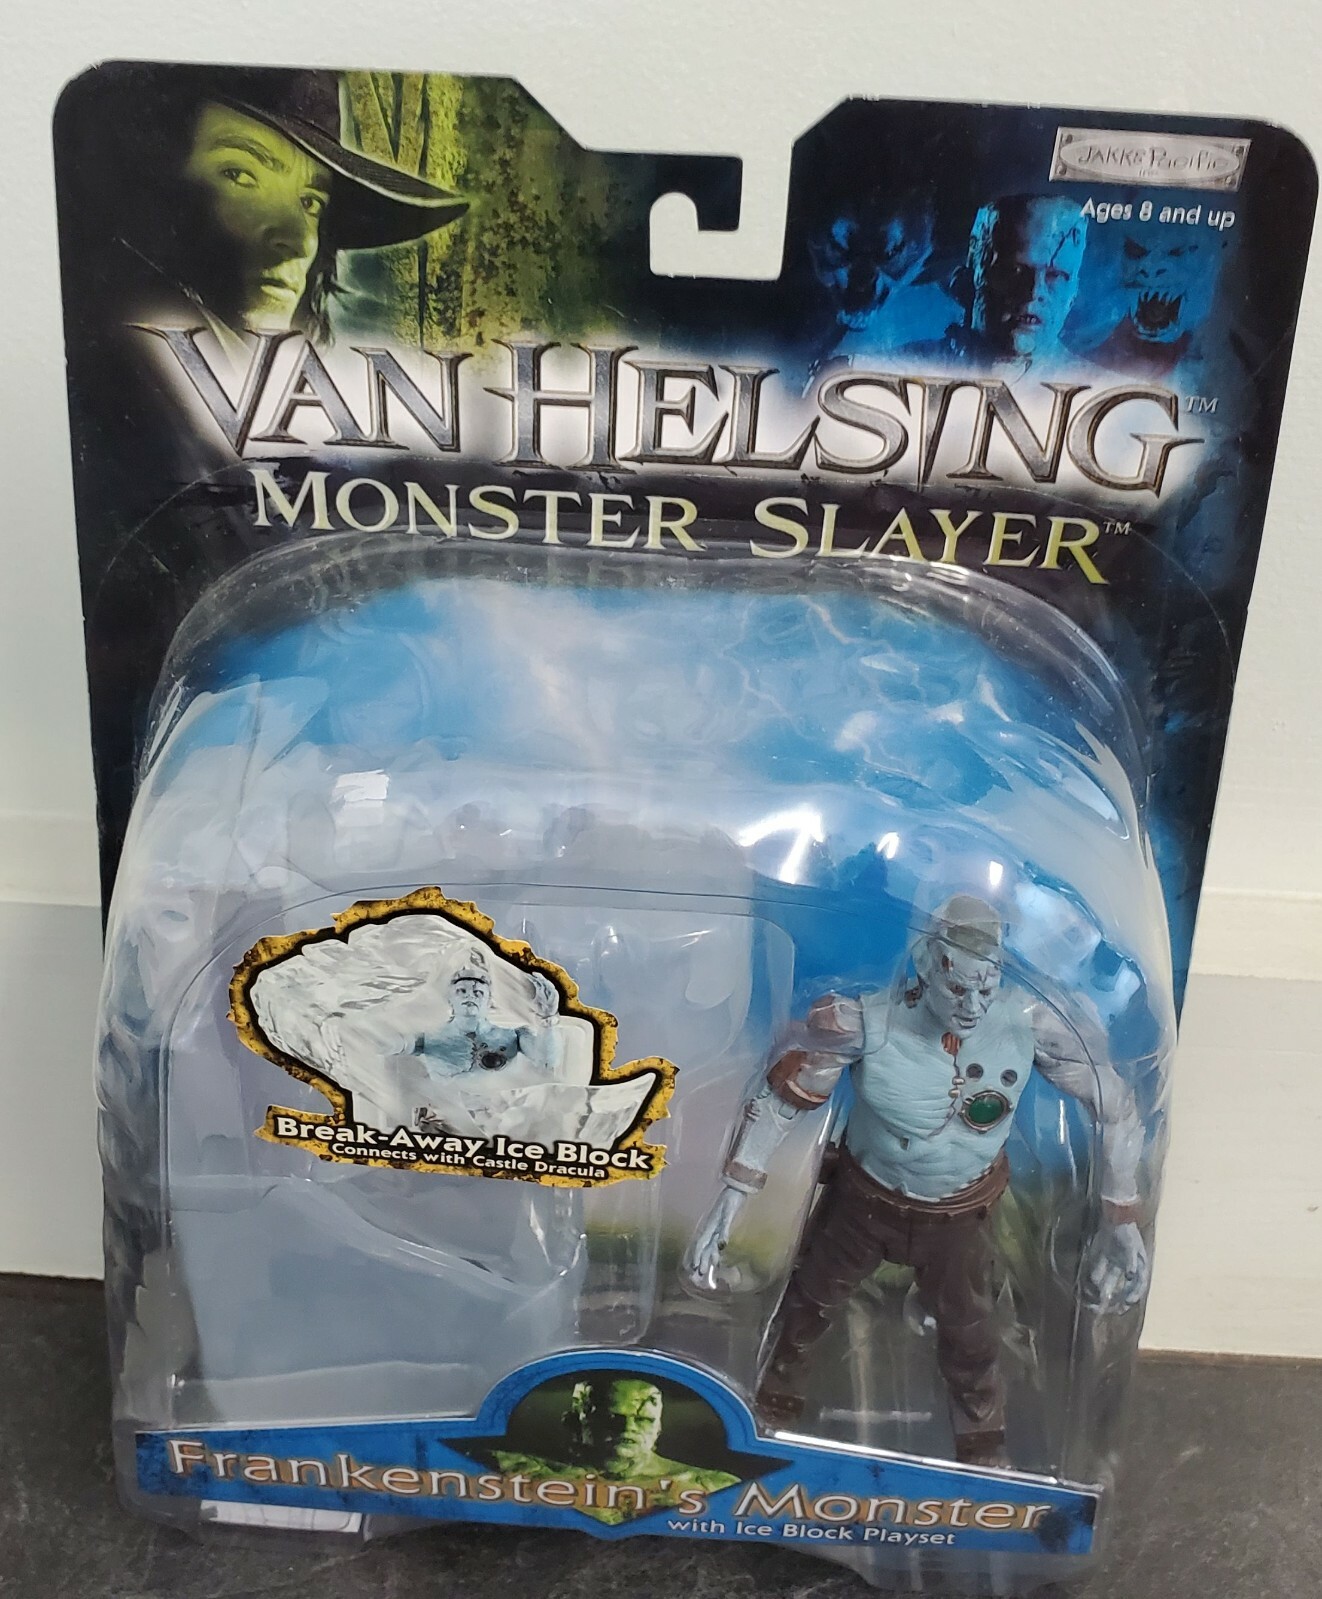 JAKKS Pacific
INC.
Ages 8 and up
VAN HELSING™
MONSTER SLAYER™
Break-Away Ice Block
Connects with Castle Dracula
Frankenstein's Monster
with Ice Block Playset